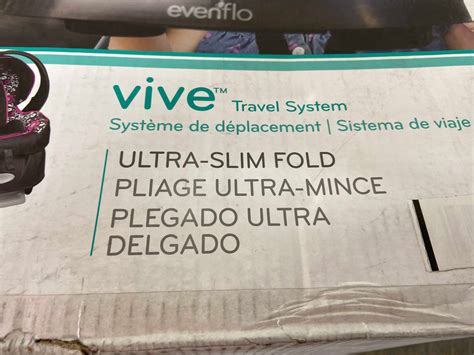 evenflo
vive™ Travel System
Système de déplacement | Sistema de viaje
ULTRA-SLIM FOLD
PLIAGE ULTRA-MINCE
PLEGADO ULTRA
DELGADO